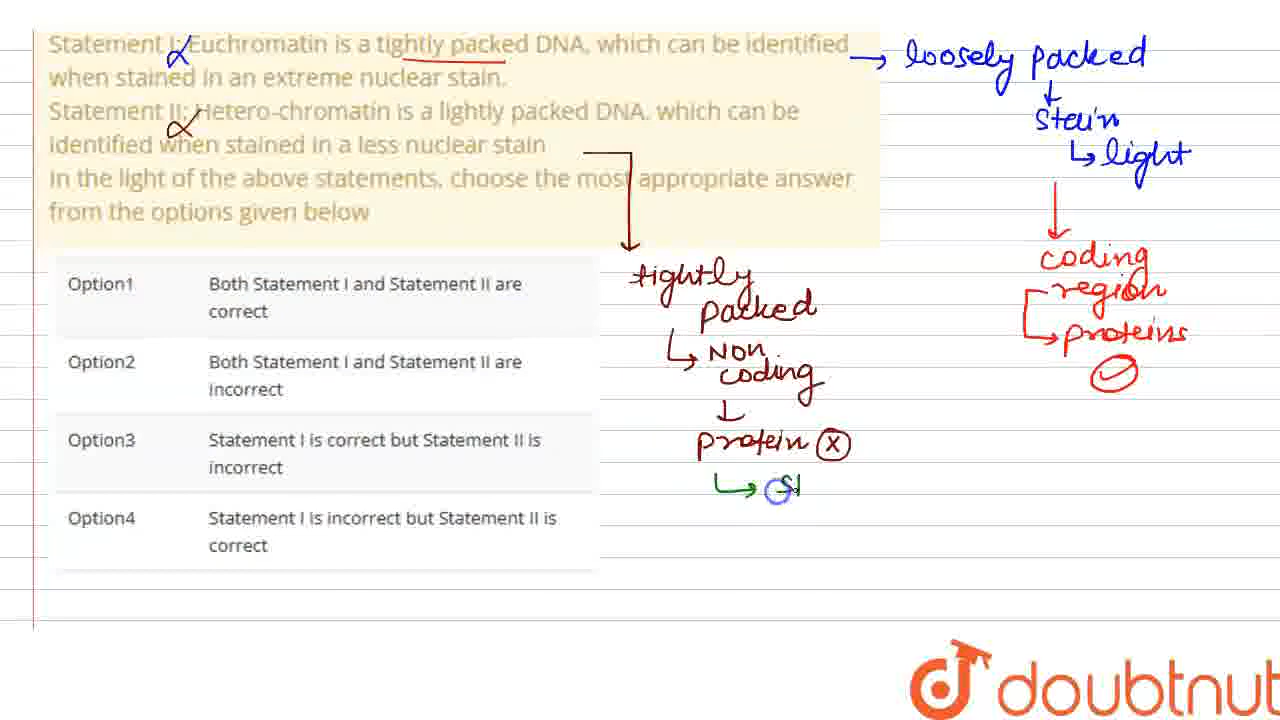 Statement I: Euchromatin is a tightly packed DNA, which can be identified
when stained in an extreme nuclear stain.
Statement II: Hetero-chromatin is a lightly packed DNA, which can be
identified when stained in a less nuclear stain
In the light of the above statements, choose the most appropriate answer
from the options given below
Option1 Both Statement I and Statement II are
correct
Option2 Both Statement I and Statement II are
incorrect
Option3 Statement I is correct but Statement II is
incorrect
Option4 Statement I is incorrect but Statement II is
correct
loosely packed
stain
light
coding
region
proteins
tightly
packed
Non
coding
protein x
doubtnut